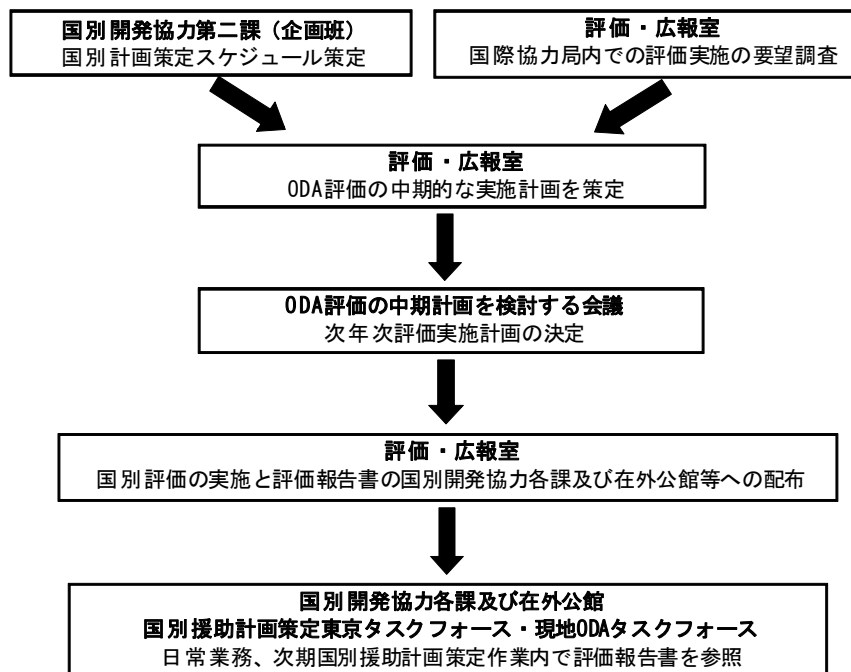 国別開発協力第二課（企画班）
国別計画策定スケジュール策定
評価・広報室
国際協力局内での評価実施の要望調査
評価・広報室
ODA評価の中期的な実施計画を策定
ODA評価の中期計画を検討する会議
次年次評価実施計画の決定
評価・広報室
国別評価の実施と評価報告書の国別開発協力各課及び在外公館等への配布
国別開発協力各課及び在外公館
国別援助計画策定東京タスクフォース・現地ODAタスクフォース
日常業務、次期国別援助計画策定作業内で評価報告書を参照